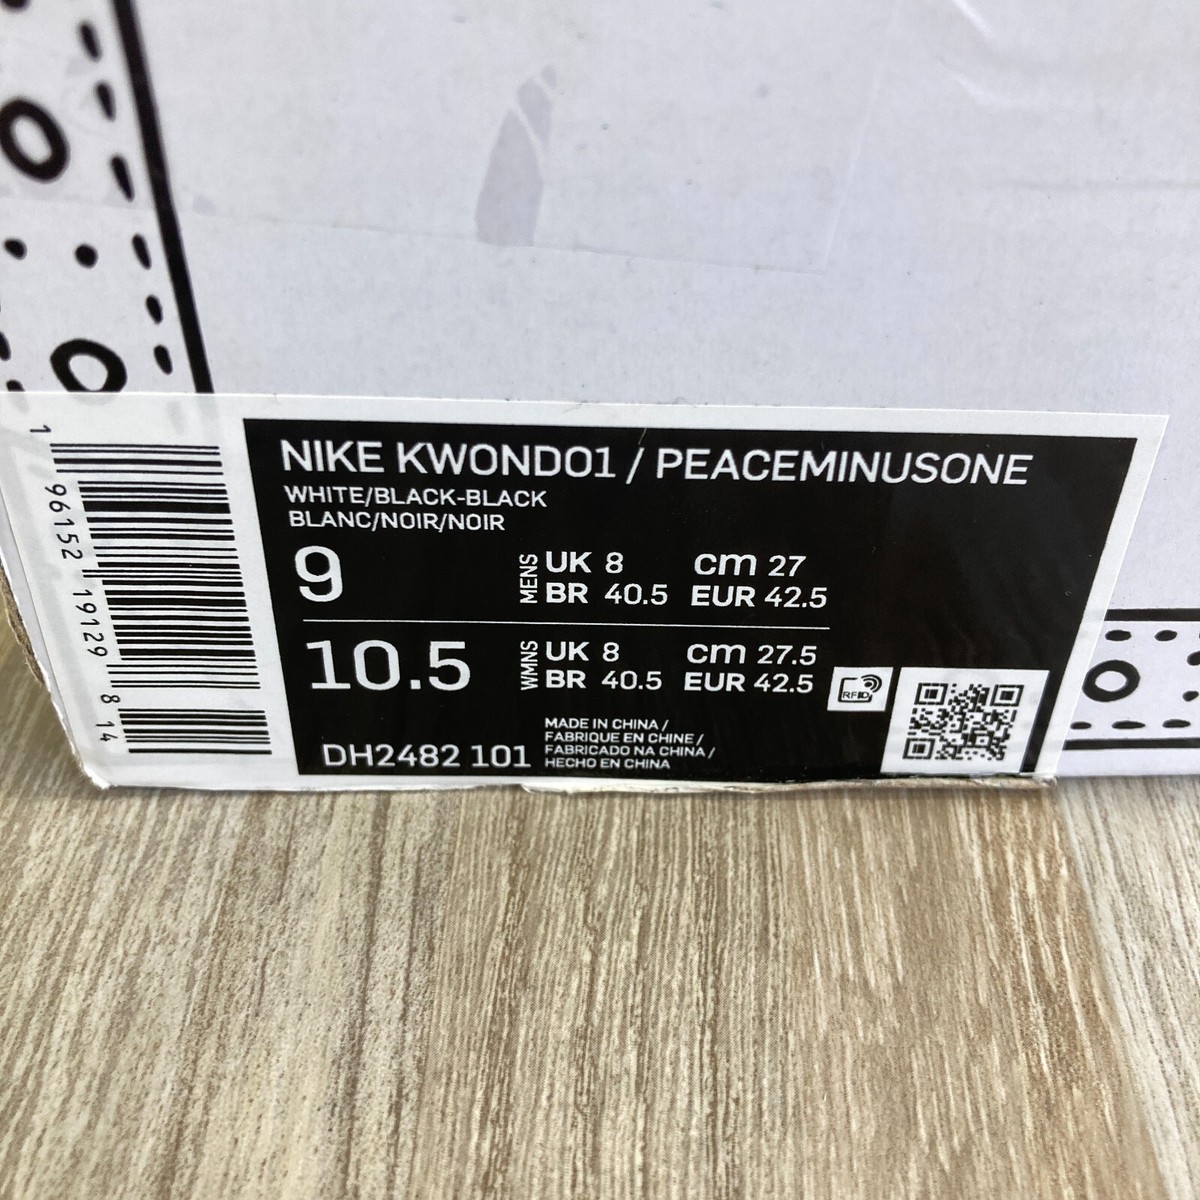 NIKE KWONDO1 / PEACEMINUSONE
WHITE/BLACK-BLACK
BLANC/NOIR/NOIR
9
MENS
UK 8 cm 27
BR 40.5 EUR 42.5
10.5
WMNS
UK 8 cm 27.5
BR 40.5 EUR 42.5
RFID
DH2482 101
MADE IN CHINA /
FABRIQUE EN CHINE /
FABRICADO NA CHINA /
HECHO EN CHINA
1 96152 19129 8 14